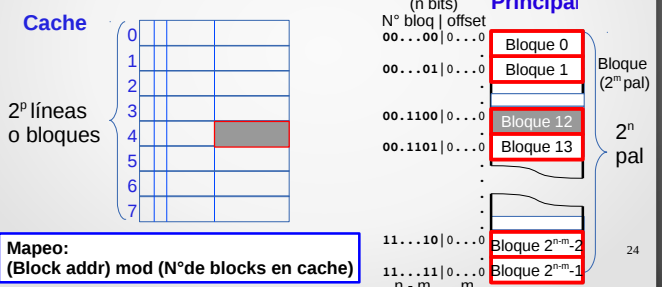 Cache
0
1
2
3
4
5
6
7
2ᵖ líneas
o bloques
Mapeo:
(Block addr) mod (N°de blocks en cache)
(n bits)
Principal
N° bloq | offset
00...00|0...0 Bloque 0
00...01|0...0 Bloque 1
00.1100|0...0 Bloque 12
00.1101|0...0 Bloque 13
11...10|0...0 Bloque 2ⁿ⁻ᵐ-2
11...11|0...0 Bloque 2ⁿ⁻ᵐ-1
n - m m
Bloque
(2ᵐ pal)
2ⁿ
pal
24